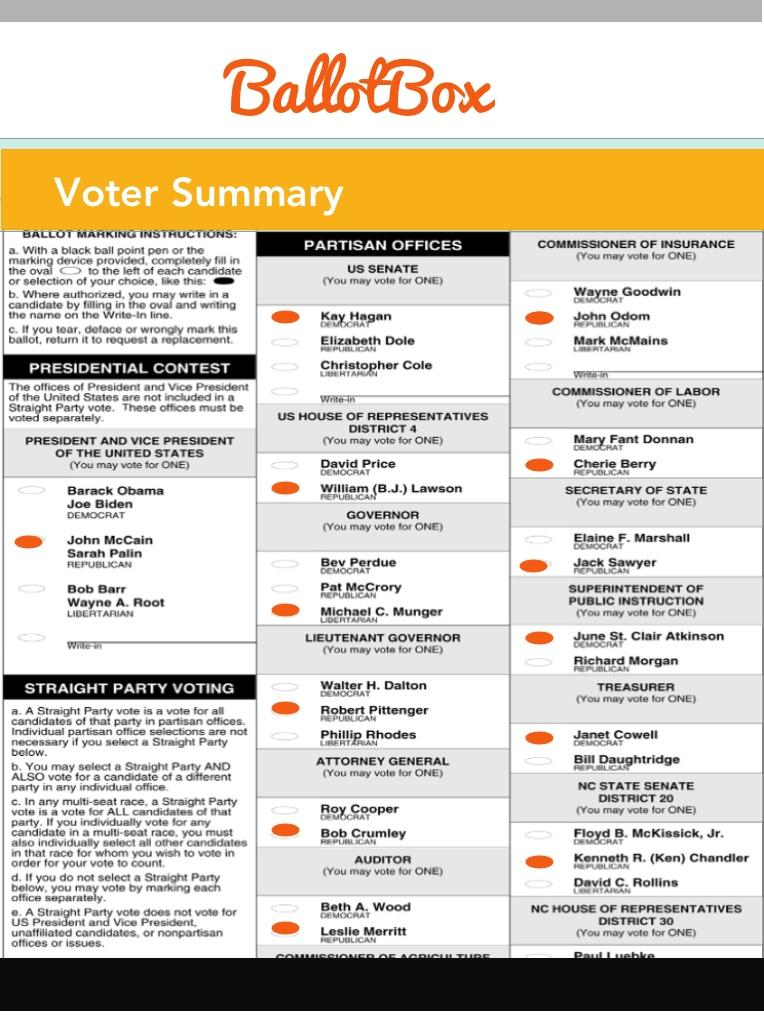 BallotBox
Voter Summary
BALLOT MARKING INSTRUCTIONS:
a. With a black ball point pen or the
marking device provided, completely fill in
the oval to the left of each candidate
or selection of your choice, like this:
b. Where authorized, you may write in a
candidate by filling in the oval and writing
the name on the Write-In line.
c. If you tear, deface or wrongly mark this
ballot, return it to request a replacement.
PRESIDENTIAL CONTEST
The offices of President and Vice President
of the United States are not included in a
Straight Party vote. These offices must be
voted separately.
PRESIDENT AND VICE PRESIDENT
OF THE UNITED STATES
(You may vote for ONE)
Barack Obama
Joe Biden
DEMOCRAT
John McCain
Sarah Palin
REPUBLICAN
Bob Barr
Wayne A. Root
LIBERTARIAN
Write-in
STRAIGHT PARTY VOTING
a. A Straight Party vote is a vote for all
candidates of that party in partisan offices.
Individual partisan office selections are not
necessary if you select a Straight Party
below.
b. You may select a Straight Party AND
ALSO vote for a candidate of a different
party in any individual office.
c. In any multi-seat race, a Straight Party
vote is a vote for ALL candidates of that
party. If you individually vote for any
candidate in a multi-seat race, you must
also individually select all other candidates
in that race for whom you wish to vote in
order for your vote to count.
d. If you do not select a Straight Party
below, you may vote by marking each
office separately.
e. A Straight Party vote does not vote for
US President and Vice President,
unaffiliated candidates, or nonpartisan
offices or issues.
PARTISAN OFFICES
US SENATE
(You may vote for ONE)
Kay Hagan
DEMOCRAT
Elizabeth Dole
REPUBLICAN
Christopher Cole
LIBERTARIAN
Write-in
US HOUSE OF REPRESENTATIVES
DISTRICT 4
(You may vote for ONE)
David Price
DEMOCRAT
William (B.J.) Lawson
REPUBLICAN
GOVERNOR
(You may vote for ONE)
Bev Perdue
DEMOCRAT
Pat McCrory
REPUBLICAN
Michael C. Munger
LIBERTARIAN
LIEUTENANT GOVERNOR
(You may vote for ONE)
Walter H. Dalton
DEMOCRAT
Robert Pittenger
REPUBLICAN
Phillip Rhodes
LIBERTARIAN
ATTORNEY GENERAL
(You may vote for ONE)
Roy Cooper
DEMOCRAT
Bob Crumley
REPUBLICAN
AUDITOR
(You may vote for ONE)
Beth A. Wood
DEMOCRAT
Leslie Merritt
REPUBLICAN
COMMISSIONER OF AGRICULTURE
COMMISSIONER OF INSURANCE
(You may vote for ONE)
Wayne Goodwin
DEMOCRAT
John Odom
REPUBLICAN
Mark McMains
LIBERTARIAN
Write-in
COMMISSIONER OF LABOR
(You may vote for ONE)
Mary Fant Donnan
DEMOCRAT
Cherie Berry
REPUBLICAN
SECRETARY OF STATE
(You may vote for ONE)
Elaine F. Marshall
DEMOCRAT
Jack Sawyer
REPUBLICAN
SUPERINTENDENT OF
PUBLIC INSTRUCTION
(You may vote for ONE)
June St. Clair Atkinson
DEMOCRAT
Richard Morgan
REPUBLICAN
TREASURER
(You may vote for ONE)
Janet Cowell
DEMOCRAT
Bill Daughtridge
REPUBLICAN
NC STATE SENATE
DISTRICT 20
(You may vote for ONE)
Floyd B. McKissick, Jr.
DEMOCRAT
Kenneth R. (Ken) Chandler
REPUBLICAN
David C. Rollins
LIBERTARIAN
NC HOUSE OF REPRESENTATIVES
DISTRICT 30
(You may vote for ONE)
Paul Luebke